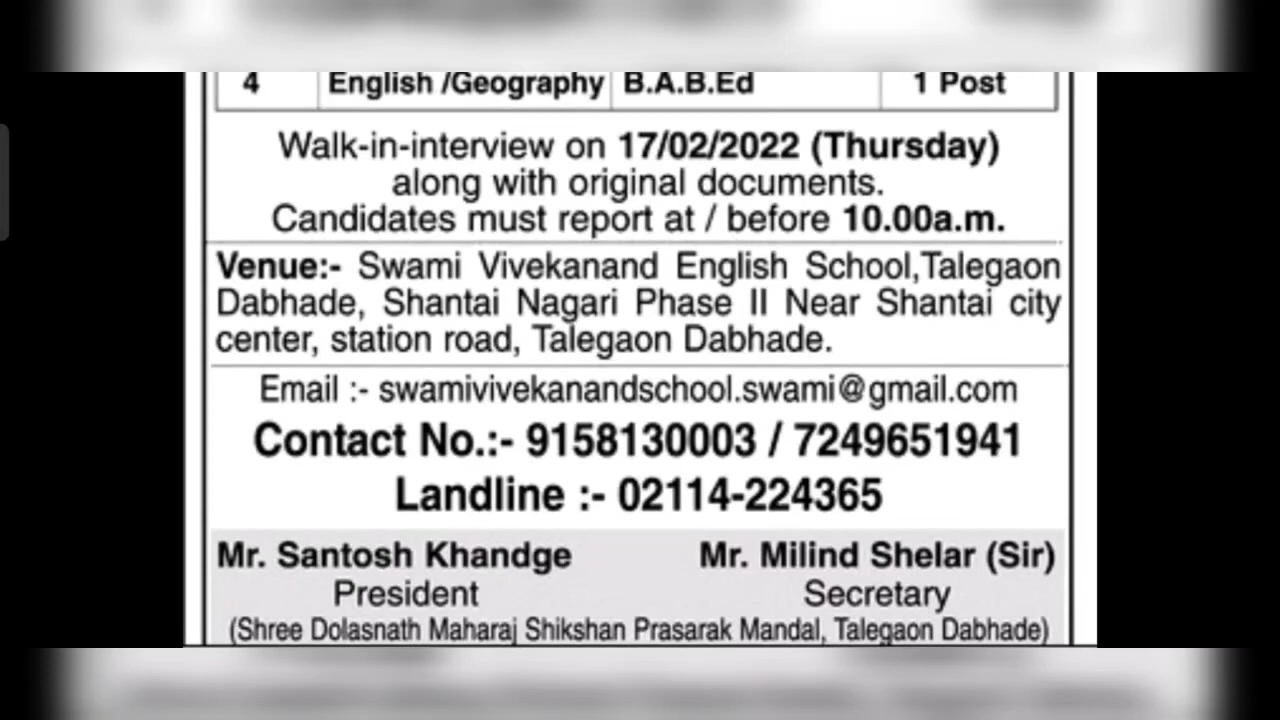 4 English /Geography B.A.B.Ed 1 Post
Walk-in-interview on 17/02/2022 (Thursday)
along with original documents.
Candidates must report at / before 10.00a.m.
Venue:- Swami Vivekanand English School,Talegaon
Dabhade, Shantai Nagari Phase II Near Shantai city
center, station road, Talegaon Dabhade.
Email :- swamivivekanandschool.swami@gmail.com
Contact No.:- 9158130003 / 7249651941
Landline :- 02114-224365
Mr. Santosh Khandge Mr. Milind Shelar (Sir)
President Secretary
(Shree Dolasnath Maharaj Shikshan Prasarak Mandal, Talegaon Dabhade)